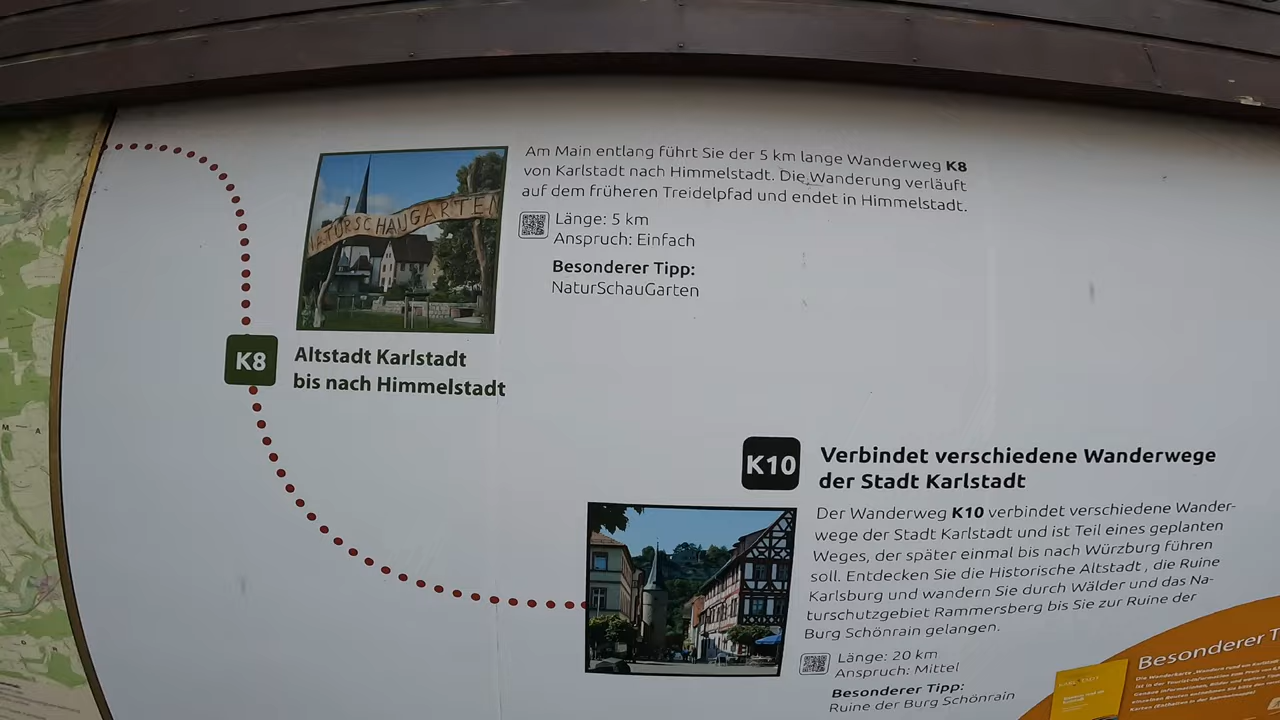 NATURSCHAUGARTEN
Am Main entlang führt Sie der 5 km lange Wanderweg K8
von Karlstadt nach Himmelstadt. Die Wanderung verläuft
auf dem früheren Treidelpfad und endet in Himmelstadt.
Länge: 5 km
Anspruch: Einfach
Besonderer Tipp:
NaturSchauGarten
K8
Altstadt Karlstadt
bis nach Himmelstadt
K10
Verbindet verschiedene Wanderwege
der Stadt Karlstadt
Der Wanderweg K10 verbindet verschiedene Wander-
wege der Stadt Karlstadt und ist Teil eines geplanten
Weges, der später einmal bis nach Würzburg führen
soll. Entdecken Sie die Historische Altstadt , die Ruine
Karlsburg und wandern Sie durch Wälder und das Na-
turschutzgebiet Rammersberg bis Sie zur Ruine der
Burg Schönrain gelangen.
Länge: 20 km
Anspruch: Mittel
Besonderer Tipp:
Ruine der Burg Schönrain
Besonderer T